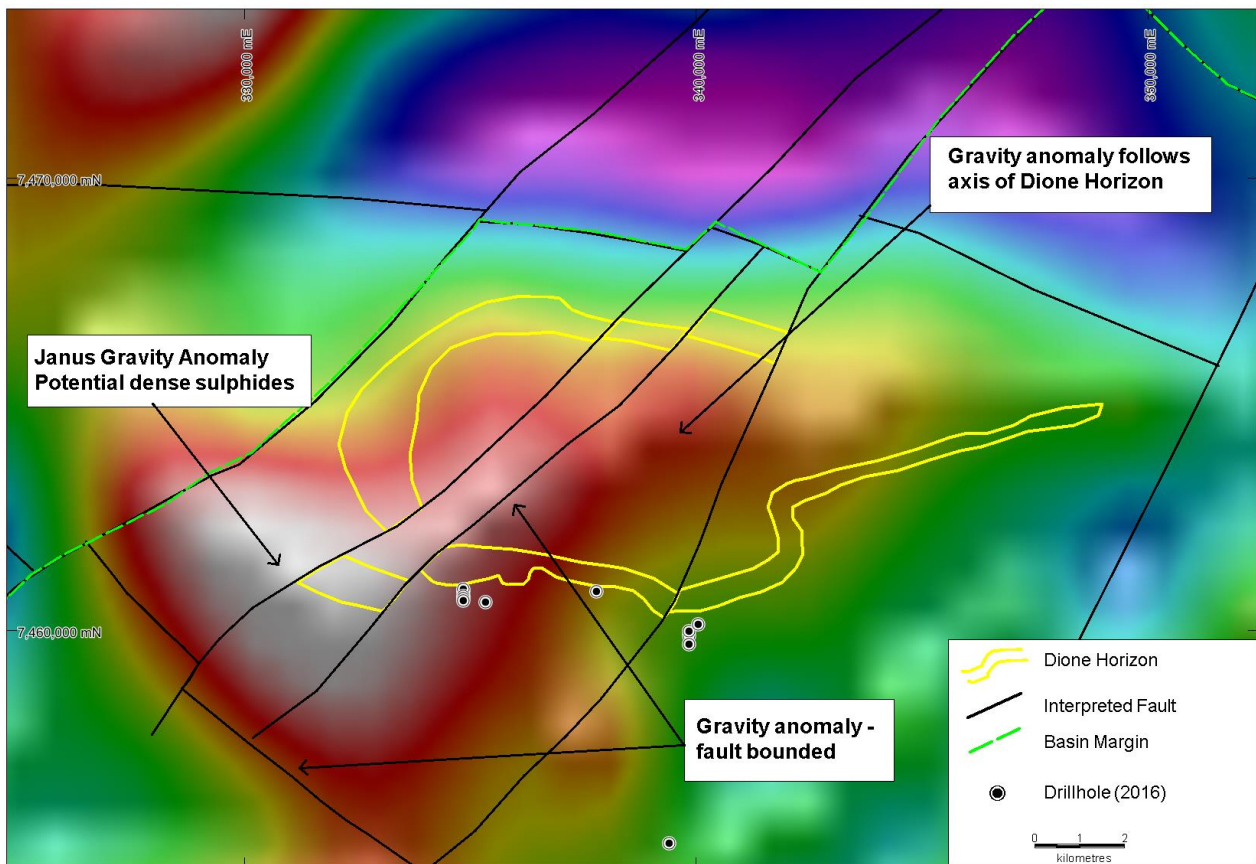 330,000 mE
340,000 mE
350,000 mE
7,470,000 mN
Gravity anomaly follows
axis of Dione Horizon
Janus Gravity Anomaly
Potential dense sulphides
7,460,000 mN
Gravity anomaly -
fault bounded
Dione Horizon
Interpreted Fault
Basin Margin
Drillhole (2016)
0 1 2
kilometres